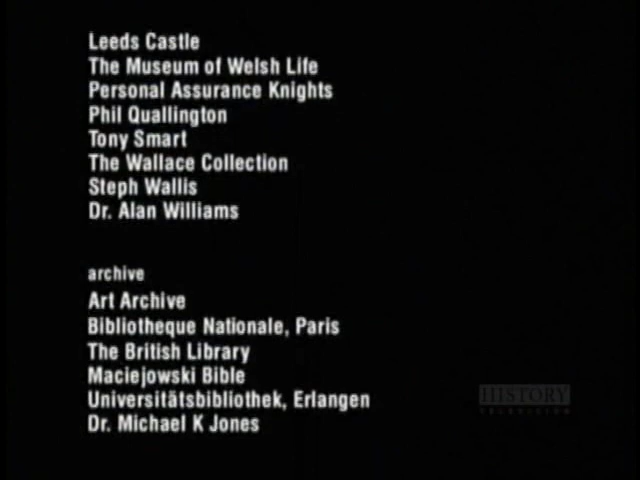 Leeds Castle
The Museum of Welsh Life
Personal Assurance Knights
Phil Quallington
Tony Smart
The Wallace Collection
Steph Wallis
Dr. Alan Williams
archive
Art Archive
Bibliotheque Nationale, Paris
The British Library
Maciejowski Bible
Universitätsbibliothek, Erlangen
Dr. Michael K Jones
HISTORY
TELEVISION